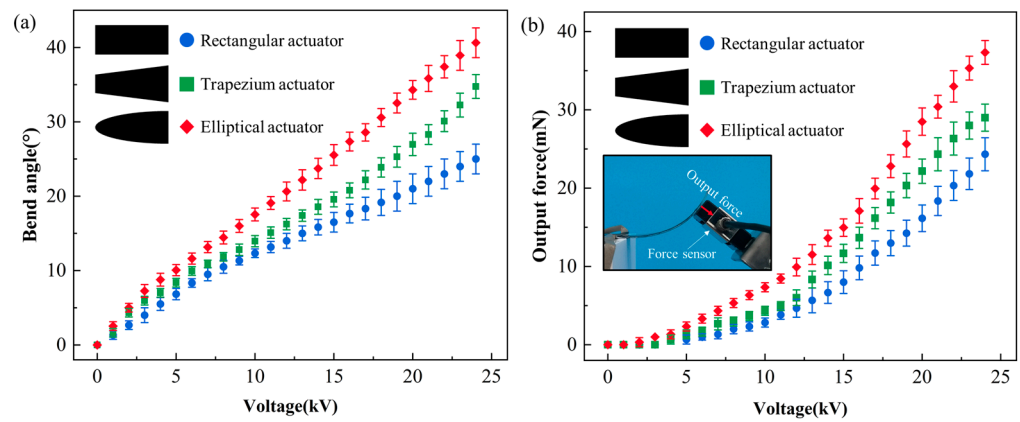 (a)
Rectangular actuator
Trapezium actuator
Elliptical actuator
Bend angle(°)
40
30
20
10
0
0 5 10 15 20 25
Voltage(kV)
(b)
Rectangular actuator
Trapezium actuator
Elliptical actuator
Output force
Force sensor
Output force(mN)
40
30
20
10
0
0 5 10 15 20 25
Voltage(kV)